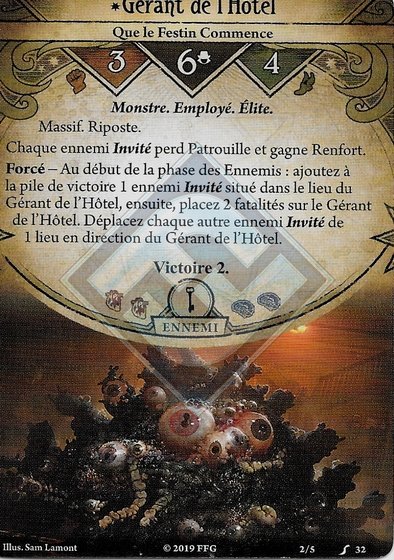 Gérant de l'Hôtel
Que le Festin Commence
3 6 4
Monstre. Employé. Élite.
Massif. Riposte.
Chaque ennemi Invité perd Patrouille et gagne Renfort.
Forcé – Au début de la phase des Ennemis : ajoutez à
la pile de victoire 1 ennemi Invité situé dans le lieu du
Gérant de l'Hôtel, ensuite, placez 2 fatalités sur le Gérant
de l'Hôtel. Déplacez chaque autre ennemi Invité de
1 lieu en direction du Gérant de l'Hôtel.
Victoire 2.
ENNEMI
Illus. Sam Lamont © 2019 FFG 2/5 32